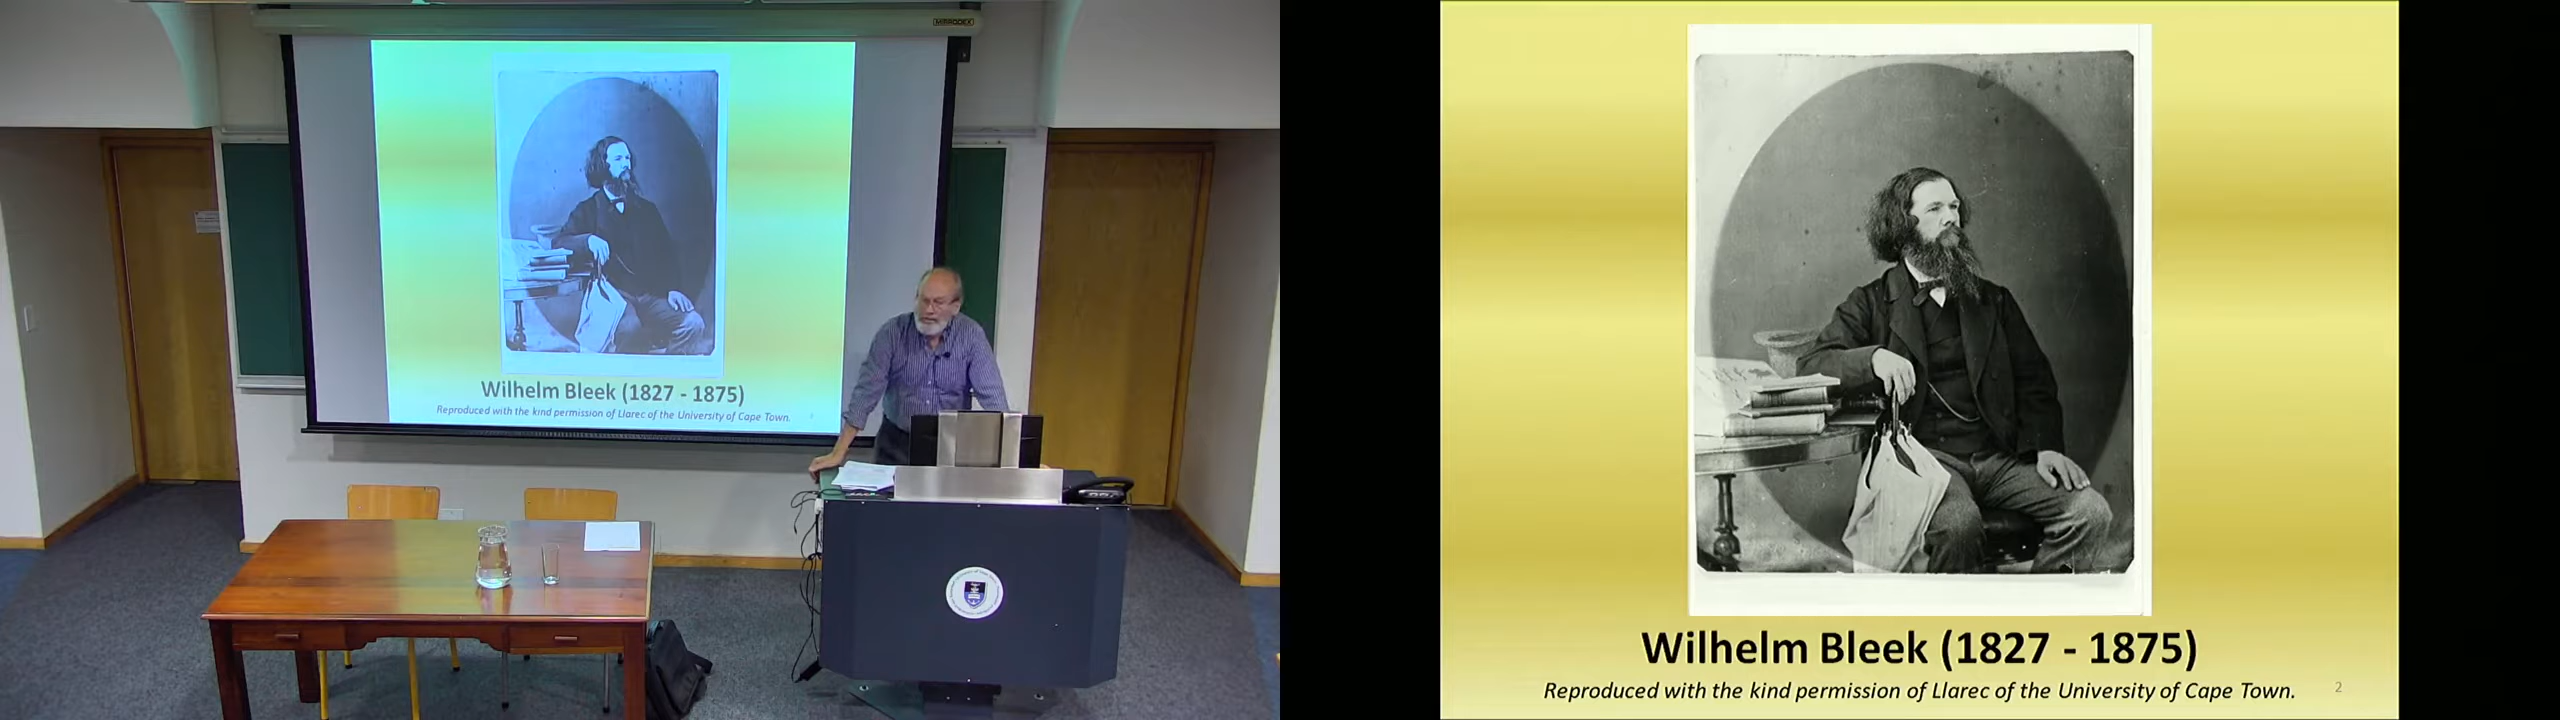 MIRRODEX
Wilhelm Bleek (1827 - 1875)
Reproduced with the kind permission of Llarec of the University of Cape Town.
Wilhelm Bleek (1827 - 1875)
Reproduced with the kind permission of Llarec of the University of Cape Town.
2